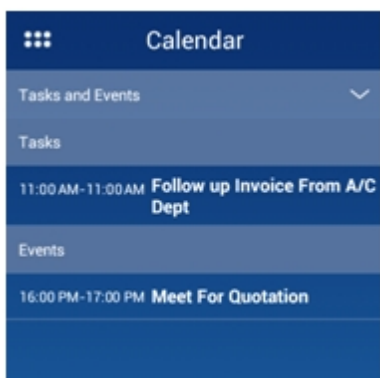 Calendar
Tasks and Events
Tasks
11:00 AM-11:00 AM Follow up Invoice From A/C
Dept
Events
16:00 PM-17:00 PM Meet For Quotation